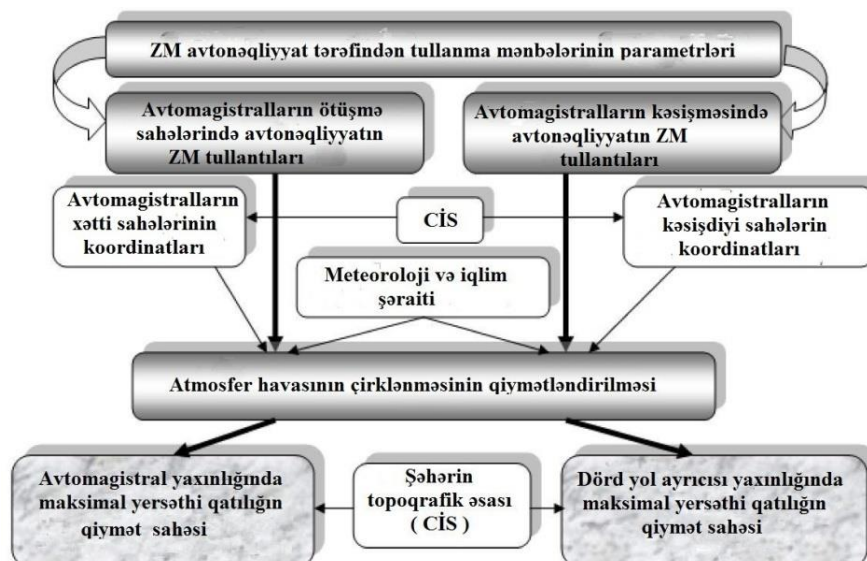 ZM avtonəqliyyat tərəfindən tullanma mənbələrinin parametrləri
Avtomagistralların ötüşmə
sahələrində avtonəqliyyatın
ZM tullantıları
Avtomagistralların kəsişməsində
avtonəqliyyatın ZM
tullantıları
Avtomagistralların
xətti sahələrinin
koordinatları
CİS
Avtomagistralların
kəsişdiyi sahələrin
koordinatları
Meteoroloji və iqlim
şəraiti
Atmosfer havasının çirklənməsinin qiymətləndirilməsi
Avtomagistral yaxınlığında
maksimal yersəthi qatılığın
qiymət sahəsi
Şəhərin
topoqrafik əsası
( CİS )
Dörd yol ayrıcısı yaxınlığında
maksimal yersəthi qatılığın
qiymət sahəsi